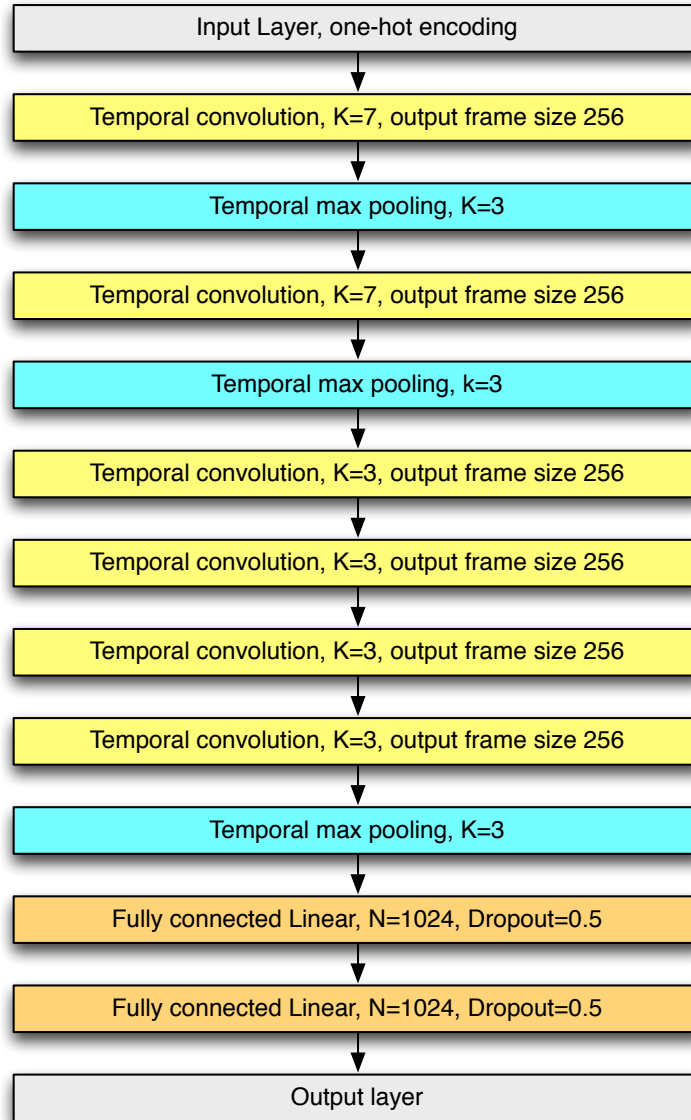 Input Layer, one-hot encoding
Temporal convolution, K=7, output frame size 256
Temporal max pooling, K=3
Temporal convolution, K=7, output frame size 256
Temporal max pooling, k=3
Temporal convolution, K=3, output frame size 256
Temporal convolution, K=3, output frame size 256
Temporal convolution, K=3, output frame size 256
Temporal convolution, K=3, output frame size 256
Temporal max pooling, K=3
Fully connected Linear, N=1024, Dropout=0.5
Fully connected Linear, N=1024, Dropout=0.5
Output layer